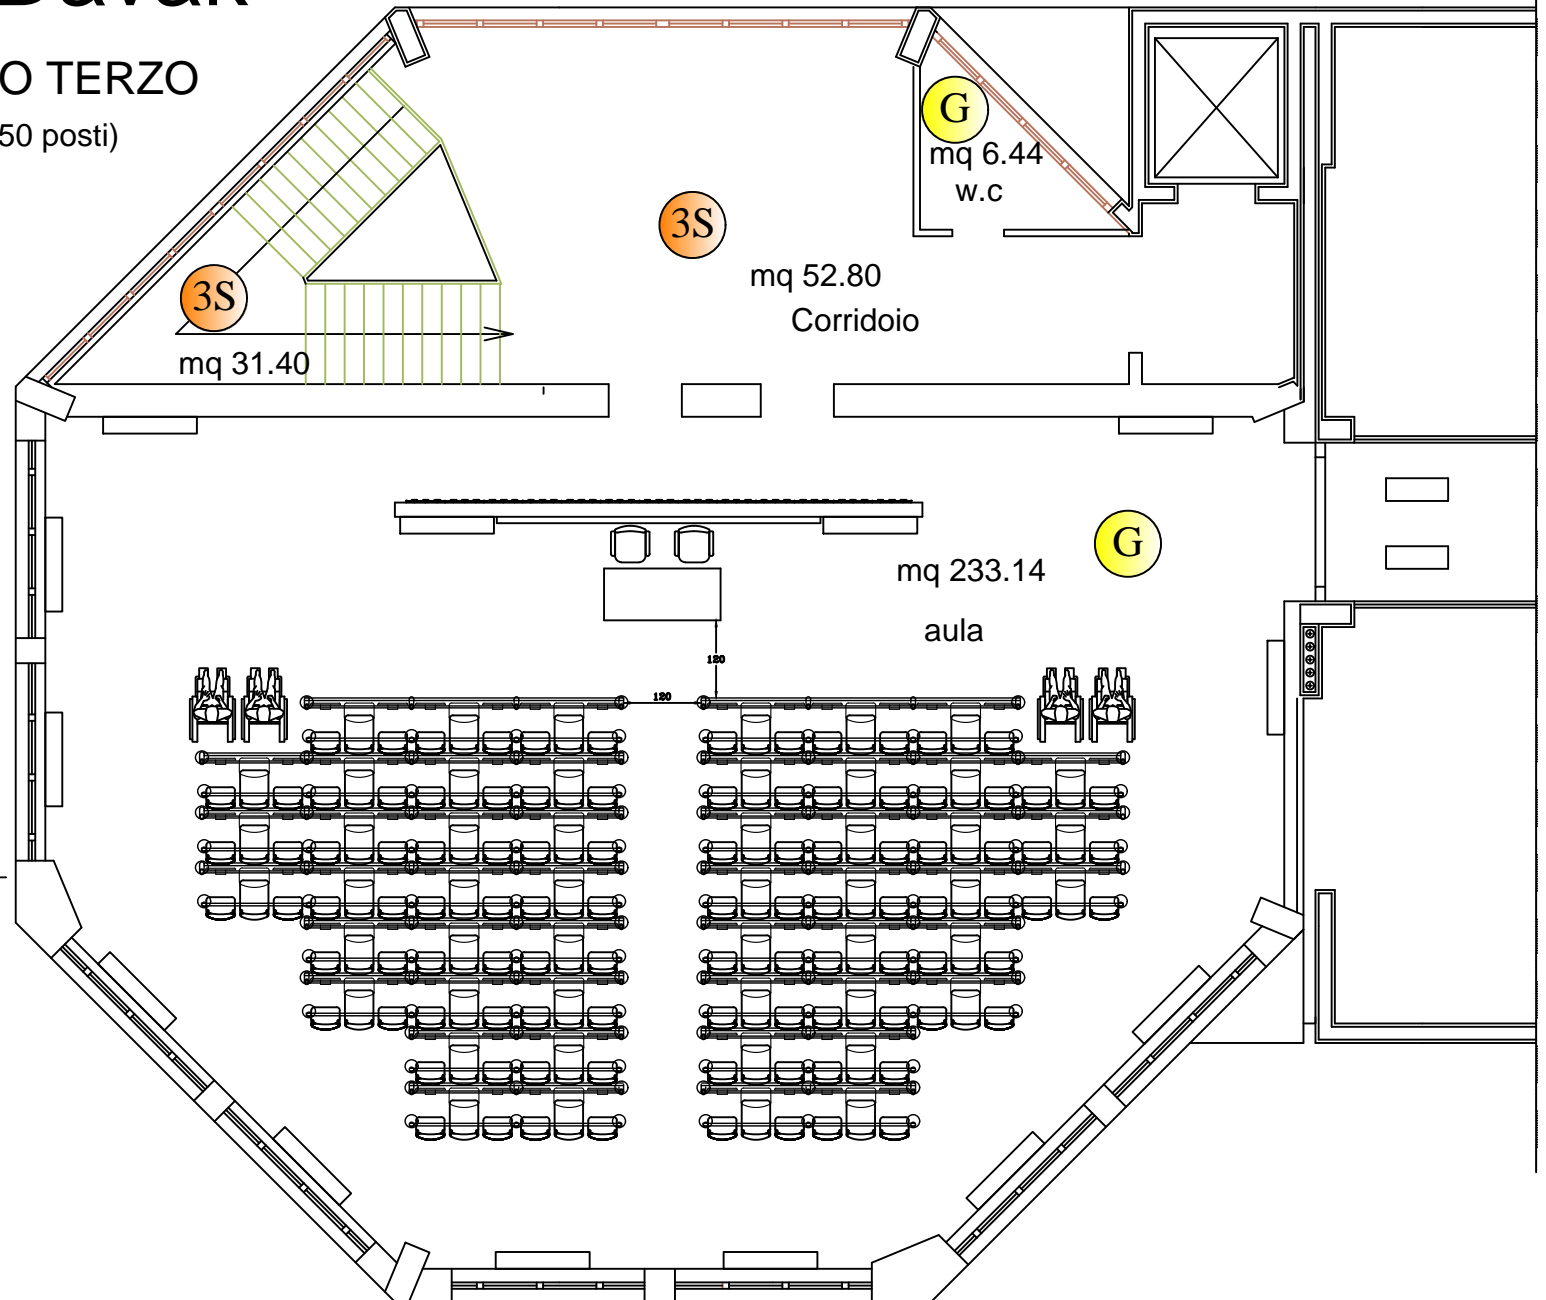 O TERZO
50 posti)
G
mq 6.44
w.c
3S
mq 52.80
Corridoio
3S
mq 31.40
G
mq 233.14
aula
120
120